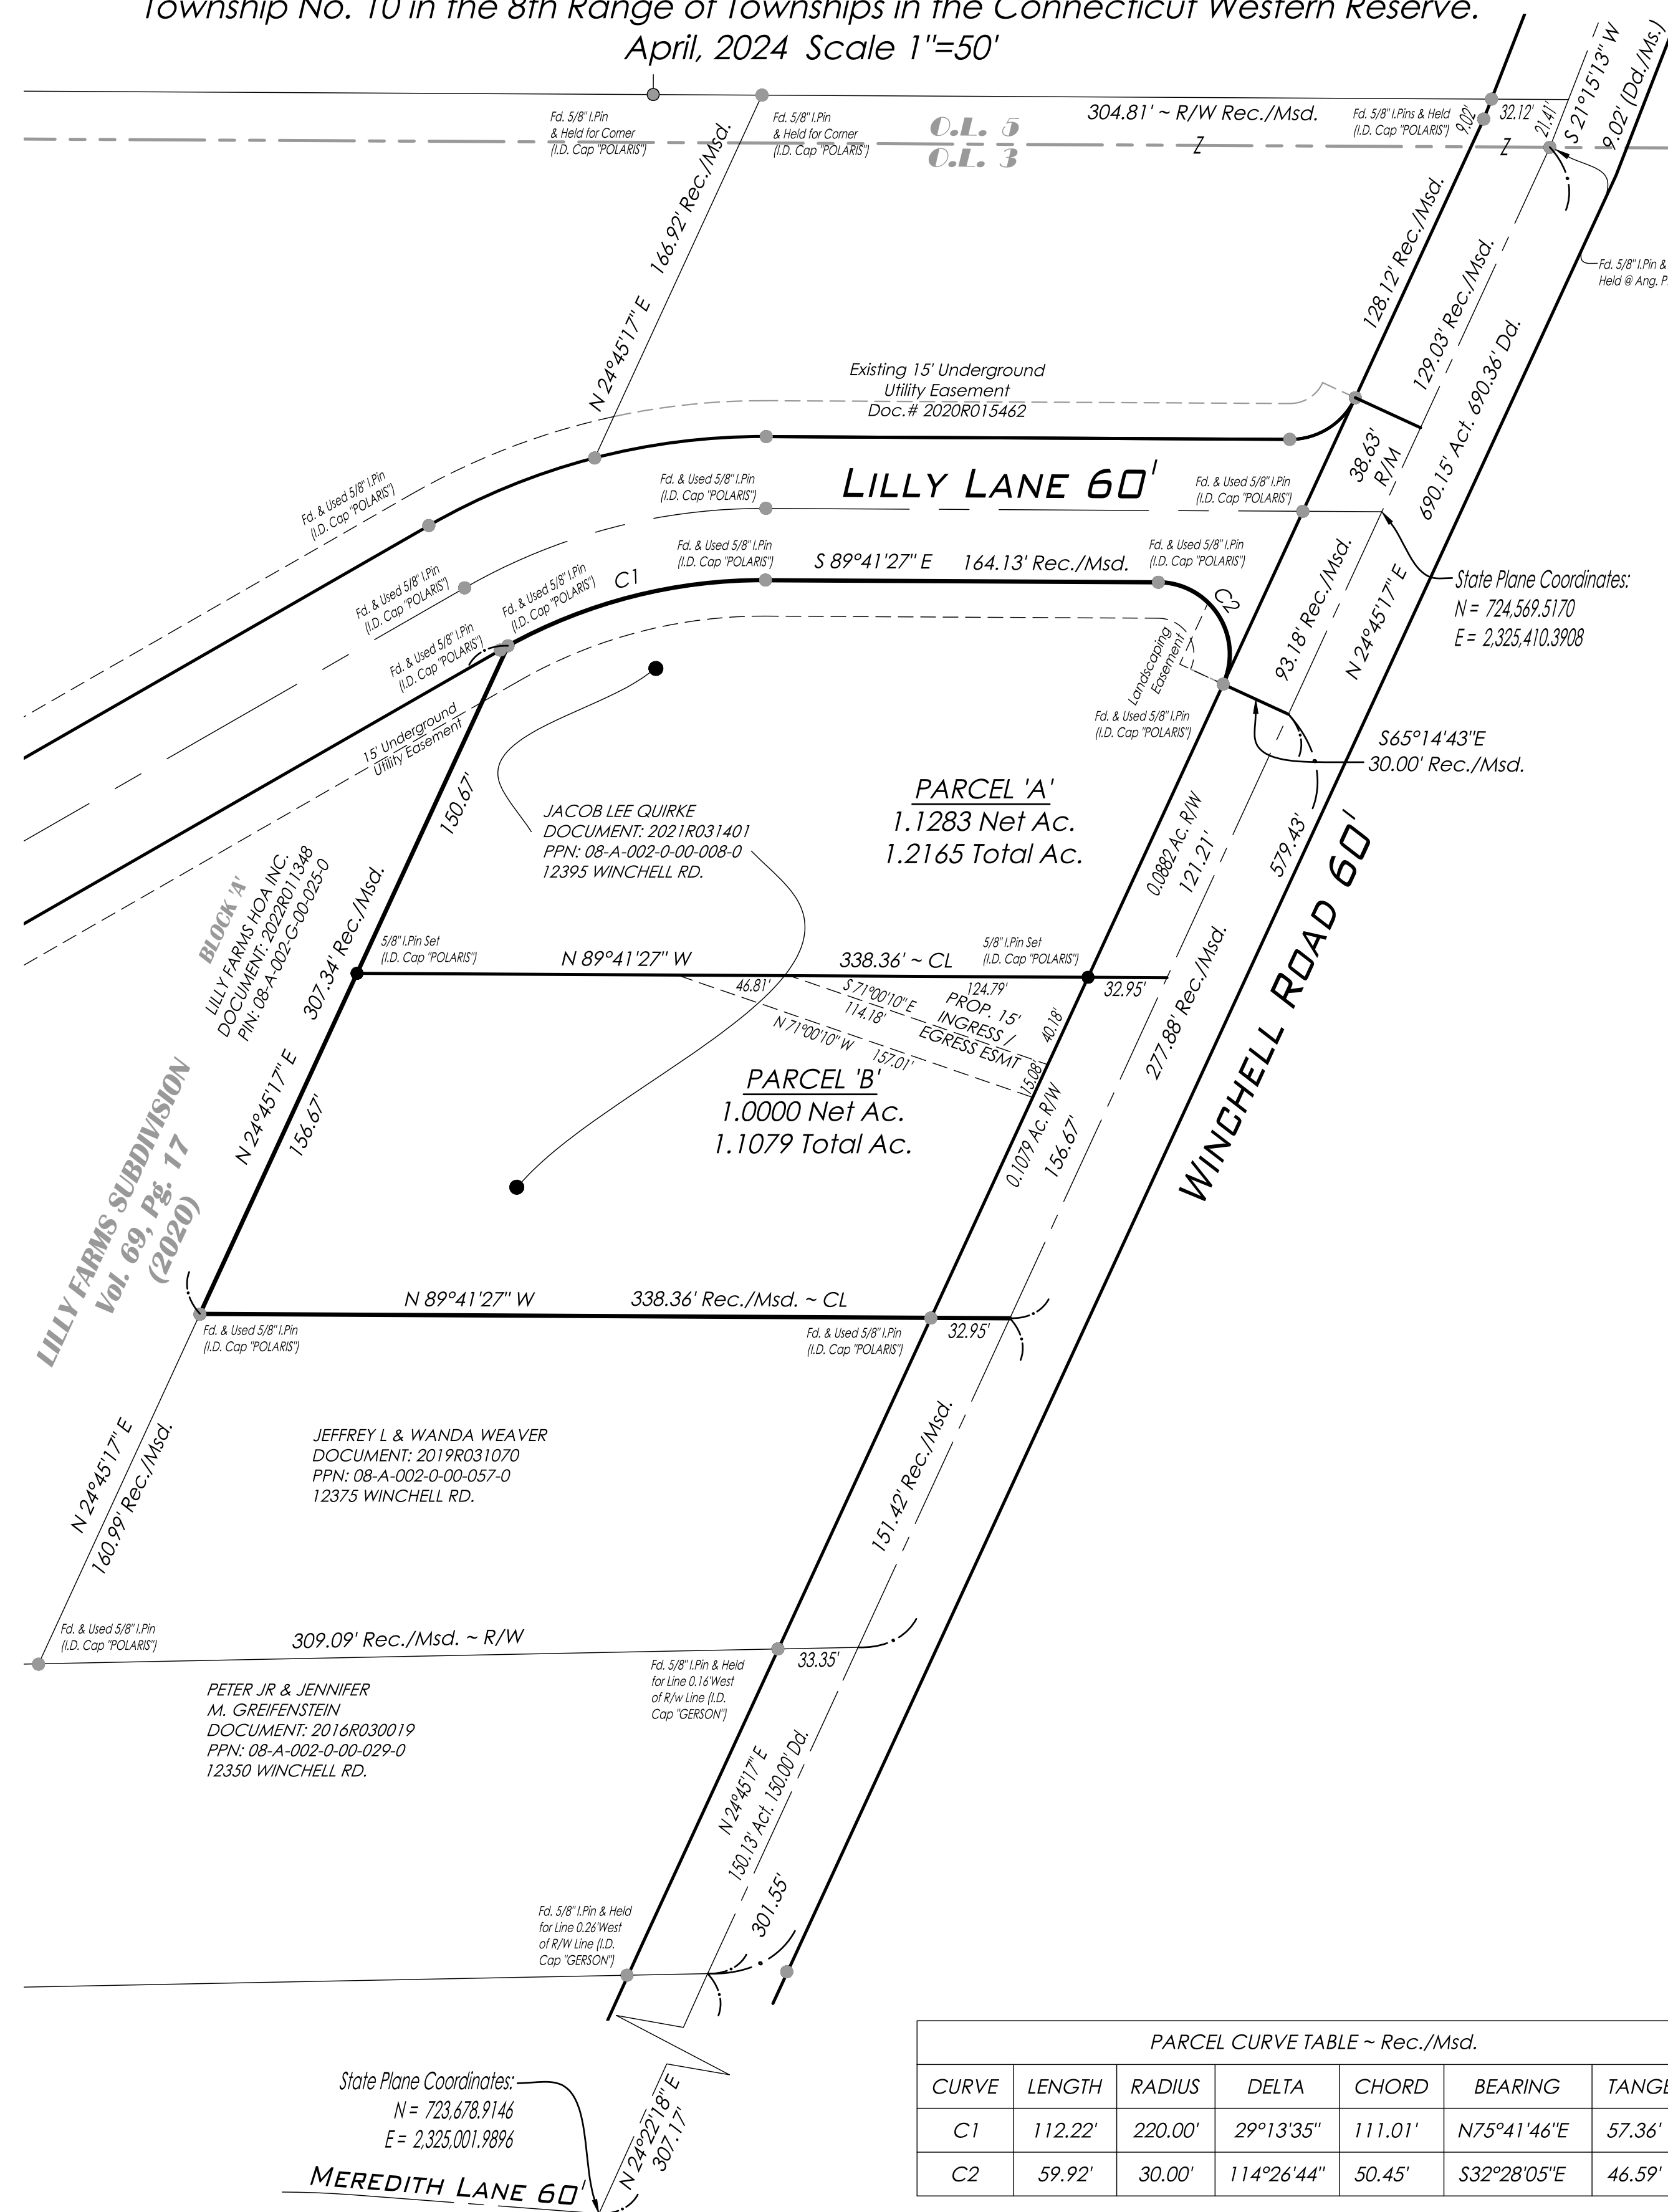 Township No. 10 in the 8th Range of Townships in the Connecticut Western Reserve.
April, 2024 Scale 1"=50'
Fd. 5/8" I.Pin
& Held for Corner
(I.D. Cap "POLARIS")
Fd. 5/8" I.Pin
& Held for Corner
(I.D. Cap "POLARIS")
O.L. 5
O.L. 3
304.81' ~ R/W Rec./Msd.
Z
Fd. 5/8" I.Pins & Held
(I.D. Cap "POLARIS")
9.02'
32.12'
Z
21.41'
S 21°15'13" W
9.02' (Dd./Ms.)
166.92' Rec./Msd.
N 24°45'17" E
128.12' Rec./Msd.
129.03' Rec./Msd.
Fd. 5/8" I.Pin &
Held @ Ang.
690.15' Act. 690.36' Dd.
Existing 15' Underground
Utility Easement
Doc.# 2020R015462
38.63'
R/M
Fd. & Used 5/8" I.Pin
(I.D. Cap "POLARIS")
Fd. & Used 5/8" I.Pin
(I.D. Cap "POLARIS")
LILLY LANE 60'
Fd. & Used 5/8" I.Pin
(I.D. Cap "POLARIS")
Fd. & Used 5/8" I.Pin
(I.D. Cap "POLARIS")
Fd. & Used 5/8" I.Pin
(I.D. Cap "POLARIS")
C1
Fd. & Used 5/8" I.Pin
(I.D. Cap "POLARIS")
S 89°41'27" E 164.13' Rec./Msd.
Fd. & Used 5/8" I.Pin
(I.D. Cap "POLARIS")
C2
93.18' Rec./Msd.
N 24°45'17" E
State Plane Coordinates:
N = 724,569.5170
E = 2,325,410.3908
Fd. & Used 5/8" I.Pin
(I.D. Cap "POLARIS")
Landscaping
Easement
Fd. & Used 5/8" I.Pin
(I.D. Cap "POLARIS")
S65°14'43"E
30.00' Rec./Msd.
15' Underground
Utility Easement
150.67'
JACOB LEE QUIRKE
DOCUMENT: 2021R031401
PPN: 08-A-002-0-00-008-0
12395 WINCHELL RD.
PARCEL 'A'
1.1283 Net Ac.
1.2165 Total Ac.
0.0882 Ac. R/W
121.21'
579.43'
WINCHELL ROAD 60'
BLOCK 'A'
LILLY FARMS HOA INC.
DOCUMENT: 2022R011348
PIN: 08-A-002-G-00-025-0
307.34' Rec./Msd.
5/8" I.Pin Set
(I.D. Cap "POLARIS")
N 89°41'27" W
338.36' ~ CL
5/8" I.Pin Set
(I.D. Cap "POLARIS")
32.95'
277.88' Rec./Msd.
46.81'
S 71°00'10" E
114.18'
124.79'
PROP. 15'
INGRESS /
EGRESS ESMT
40.18'
N 71°00'10" W 157.01'
15.08'
N 24°45'17" E
156.67'
PARCEL 'B'
1.0000 Net Ac.
1.1079 Total Ac.
0.1079 Ac. R/W
156.67'
LILLY FARMS SUBDIVISION
Vol. 69, Pg. 17
(2020)
N 89°41'27" W
338.36' Rec./Msd. ~ CL
Fd. & Used 5/8" I.Pin
(I.D. Cap "POLARIS")
Fd. & Used 5/8" I.Pin
(I.D. Cap "POLARIS")
32.95'
N 24°45'17" E
160.99' Rec./Msd.
JEFFREY L & WANDA WEAVER
DOCUMENT: 2019R031070
PPN: 08-A-002-0-00-057-0
12375 WINCHELL RD.
151.42' Rec./Msd.
Fd. & Used 5/8" I.Pin
(I.D. Cap "POLARIS")
309.09' Rec./Msd. ~ R/W
33.35'
Fd. 5/8" I.Pin & Held
for Line 0.16'West
of R/w Line (I.D.
Cap "GERSON")
PETER JR & JENNIFER
M. GREIFENSTEIN
DOCUMENT: 2016R030019
PPN: 08-A-002-0-00-029-0
12350 WINCHELL RD.
N 24°45'17" E
150.13' Act. 150.00' Dd.
301.55'
Fd. 5/8" I.Pin & Held
for Line 0.26'West
of R/W Line (I.D.
Cap "GERSON")
State Plane Coordinates:
N = 723,678.9146
E = 2,325,001.9896
N 24°22'18" E
307.17'
MEREDITH LANE 60'
PARCEL CURVE TABLE ~ Rec./Msd.
CURVE LENGTH RADIUS DELTA CHORD BEARING TANGE
C1 112.22' 220.00' 29°13'35" 111.01' N75°41'46"E 57.36'
C2 59.92' 30.00' 114°26'44" 50.45' S32°28'05"E 46.59'